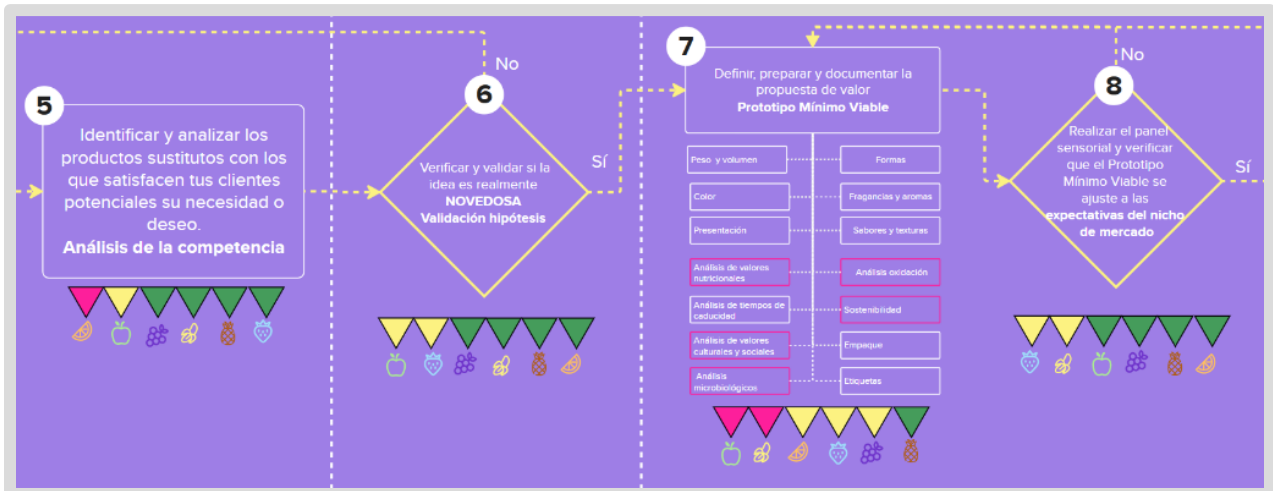 5
Identificar y analizar los
productos sustitutos con los
que satisfacen tus clientes
potenciales su necesidad o
deseo.
Análisis de la competencia
No
6
Verificar y validar si la
idea es realmente
NOVEDOSA
Validación hipótesis
Sí
7
Definir, preparar y documentar la
propuesta de valor
Prototipo Mínimo Viable
Peso y volumen
Formas
Color
Fragancias y aromas
Presentación
Sabores y texturas
Análisis de valores
nutricionales
Análisis oxidación
Análisis de tiempos de
caducidad
Sostenibilidad
Análisis de valores
culturales y sociales
Empaque
Análisis
microbiológicos
Etiquetas
No
8
Realizar el panel
sensorial y verificar
que el Prototipo
Mínimo Viable se
ajuste a las
expectativas del nicho
de mercado
Sí